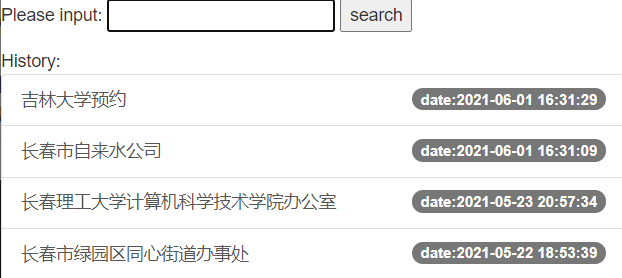 Please input: search
History:
吉林大学预约 date:2021-06-01 16:31:29
长春市自来水公司 date:2021-06-01 16:31:09
长春理工大学计算机科学技术学院办公室 date:2021-05-23 20:57:34
长春市绿园区同心街道办事处 date:2021-05-22 18:53:39